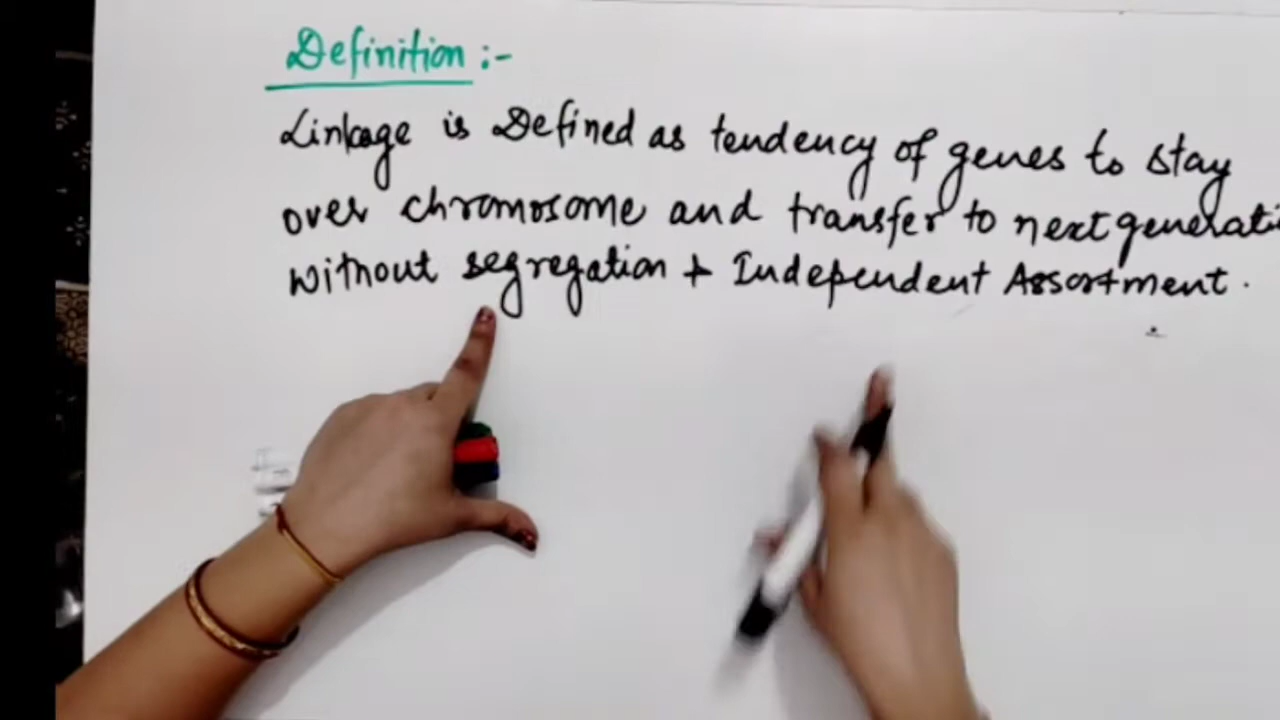 Definition :-
Linkage is Defined as tendency of genes to stay
over chromosome and transfer to next generati
without segregation + Independent Assortment.